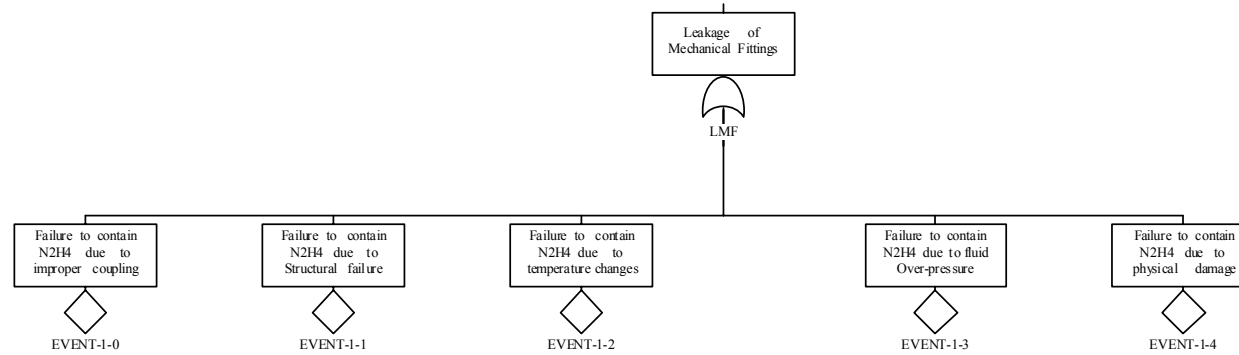 Leakage of
Mechanical Fittings
LMF
Failure to contain
N2H4 due to
improper coupling
EVENT-1-0
Failure to contain
N2H4 due to
Structural failure
EVENT-1-1
Failure to contain
N2H4 due to
temperature changes
EVENT-1-2
Failure to contain
N2H4 due to fluid
Over-pressure
EVENT-1-3
Failure to contain
N2H4 due to
physical damage
EVENT-1-4